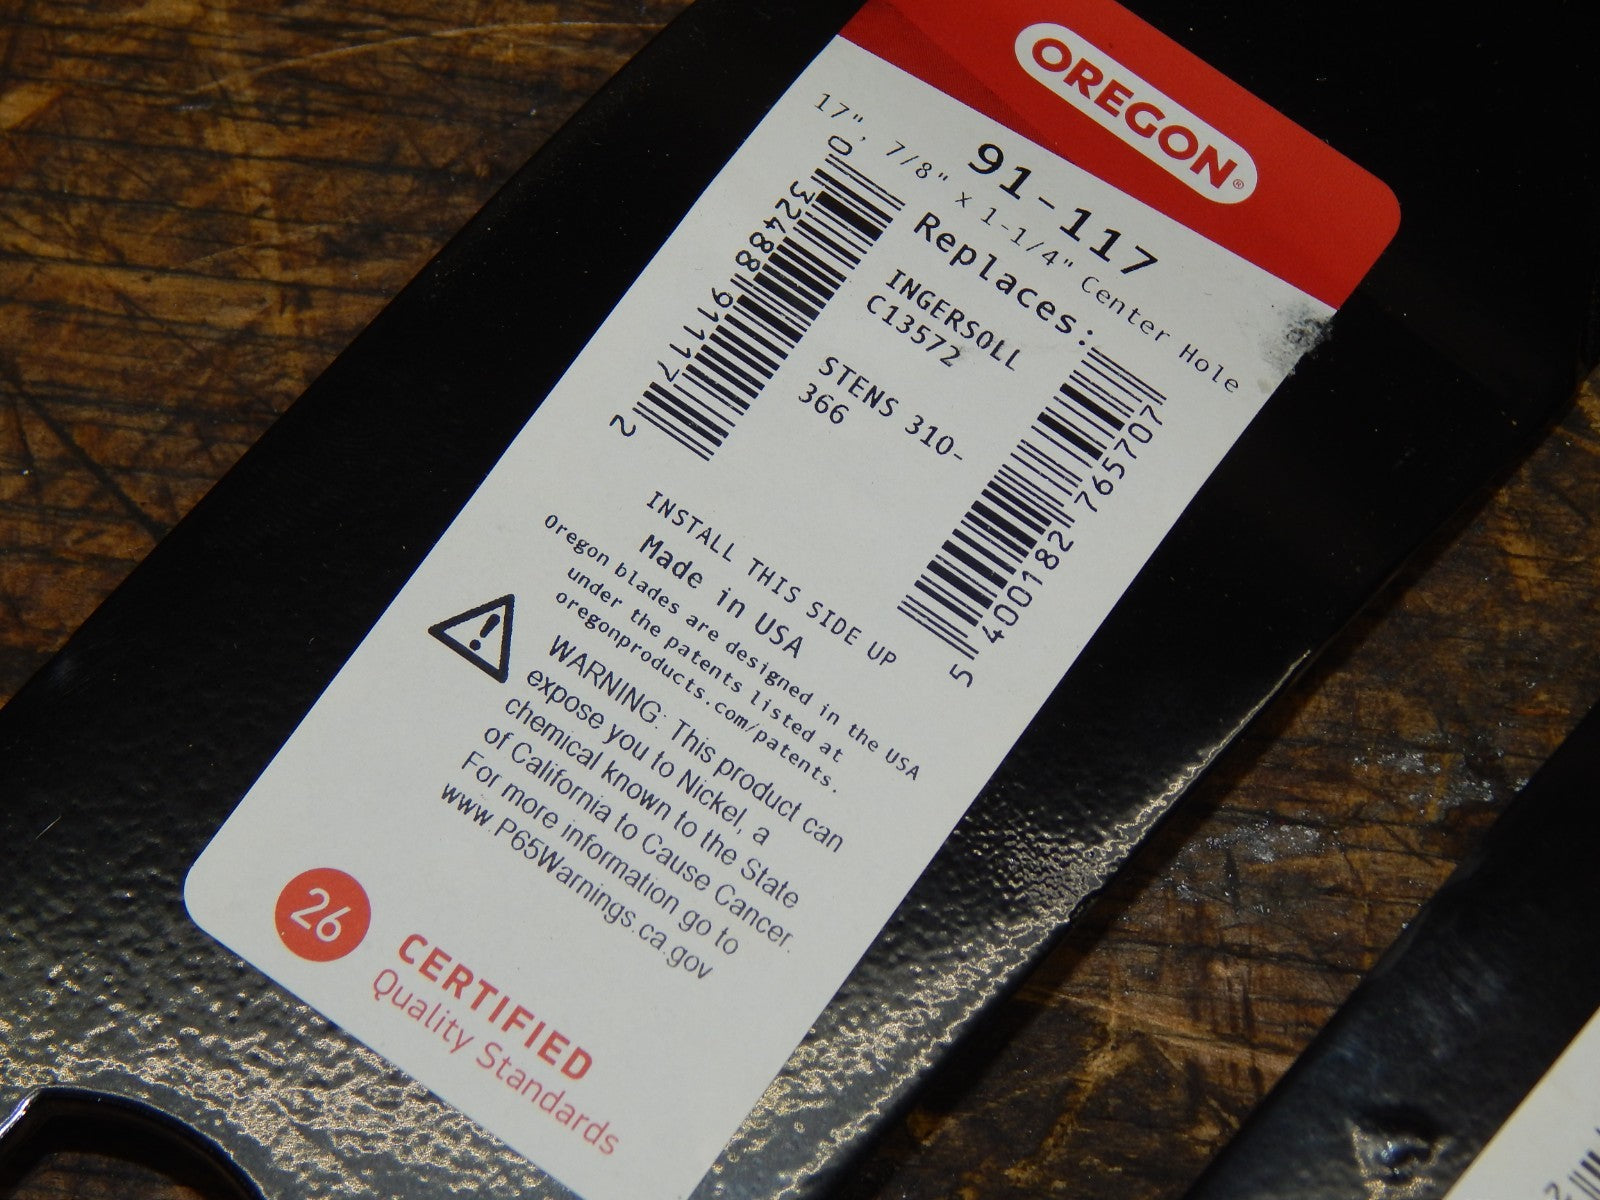 OREGON®
91-117
17", 7/8" x 1-1/4" Center Hole
Replaces:
INGERSOLL
C13572
STENS 310-
366
0 32488 91117 2
5 400182 765707
INSTALL THIS SIDE UP
Made in USA
Oregon blades are designed in the USA
under the patents listed at
oregonproducts.com/patents.
WARNING: This product can
expose you to Nickel, a
chemical known to the State
of California to Cause Cancer.
For more information go to
www.P65Warnings.ca.gov
26
CERTIFIED
Quality Standards